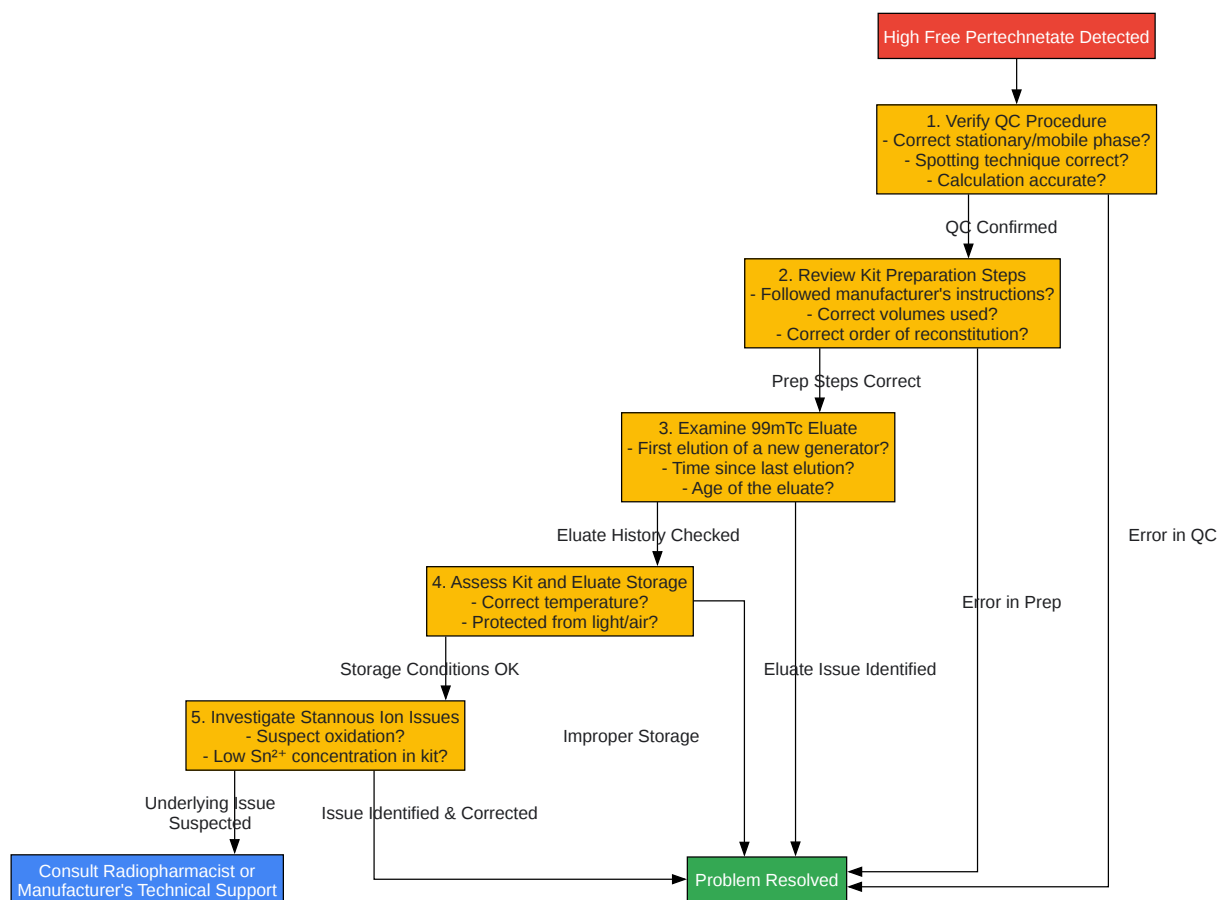 High Free Pertechnetate Detected
1. Verify QC Procedure
- Correct stationary/mobile phase?
- Spotting technique correct?
- Calculation accurate?
QC Confirmed
2. Review Kit Preparation Steps
- Followed manufacturer's instructions?
- Correct volumes used?
- Correct order of reconstitution?
Prep Steps Correct
3. Examine 99mTc Eluate
- First elution of a new generator?
- Time since last elution?
- Age of the eluate?
Eluate History Checked
Error in QC
4. Assess Kit and Eluate Storage
- Correct temperature?
- Protected from light/air?
Error in Prep
Storage Conditions OK
Eluate Issue Identified
5. Investigate Stannous Ion Issues
- Suspect oxidation?
- Low Sn²⁺ concentration in kit?
Improper Storage
Underlying Issue
Suspected
Issue Identified & Corrected
Consult Radiopharmacist or
Manufacturer's Technical Support
Problem Resolved